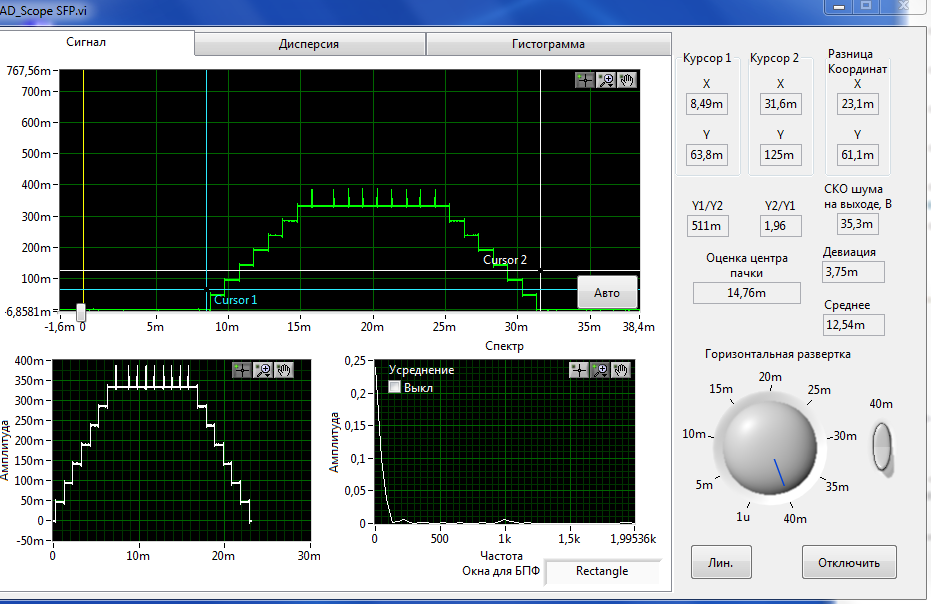 AD_Scope SFP.vi
Сигнал
Дисперсия
Гистограмма
767,56m
700m
600m
500m
400m
300m
200m
100m
-6,8581m
-1,6m
0
5m
10m
15m
20m
25m
30m
35m
38,4m
Cursor 1
Cursor 2
Авто
Курсор 1
X
8,49m
Y
63,8m
Курсор 2
X
31,6m
Y
125m
Разница
Координат
X
23,1m
Y
61,1m
Y1/Y2
511m
Y2/Y1
1,96
СКО шума
на выходе, В
35,3m
Оценка центра
пачки
14,76m
Девиация
3,75m
Среднее
12,54m
Амплитуда
400m
350m
300m
250m
200m
150m
100m
50m
0
-50m
0
10m
20m
30m
Спектр
Усреднение
Выкл
Амплитуда
0,25
0,2
0,15
0,1
0,05
0
0
500
1k
1,5k
1,99536k
Частота
Окна для БПФ
Rectangle
Горизонтальная развертка
1u
5m
10m
15m
20m
25m
30m
35m
40m
40m
Лин.
Отключить